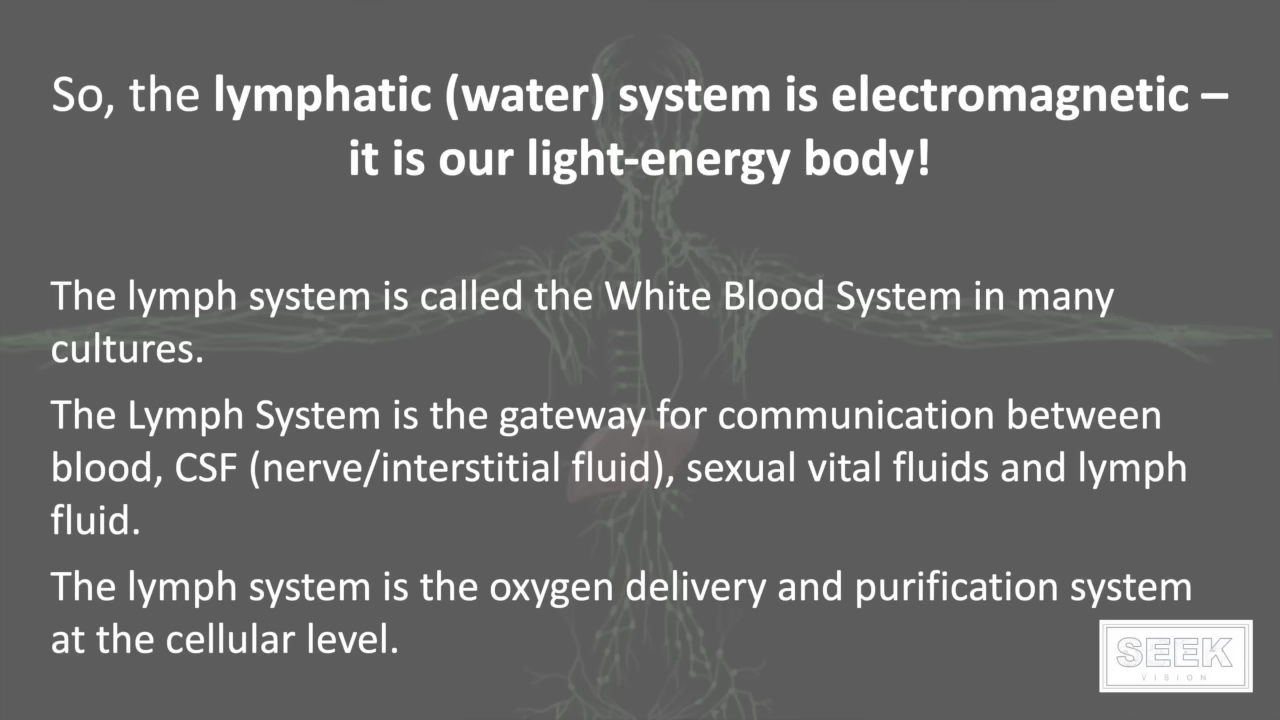 So, the lymphatic (water) system is electromagnetic –
it is our light-energy body!
The lymph system is called the White Blood System in many
cultures.
The Lymph System is the gateway for communication between
blood, CSF (nerve/interstitial fluid), sexual vital fluids and lymph
fluid.
The lymph system is the oxygen delivery and purification system
at the cellular level.
SEEK
VISION